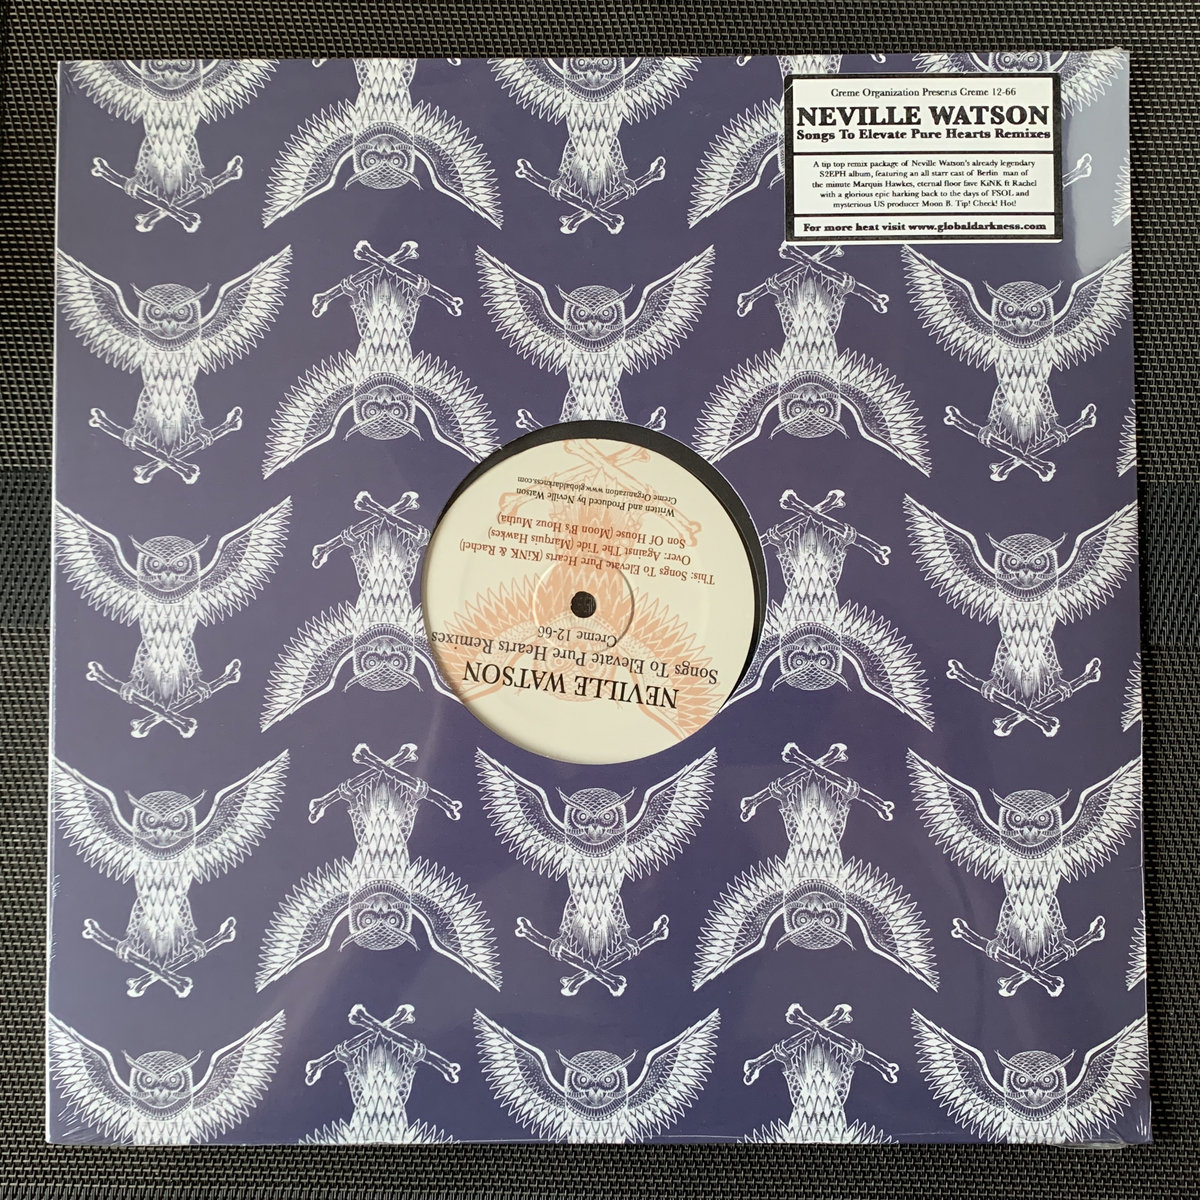 Creme Organization Presents Creme 12-66
NEVILLE WATSON
Songs To Elevate Pure Hearts Remixes
A tip top remix package of Neville Watson's already legendary
S2EPH album, featuring an all starr cast of Berlin man of
the minute Marquis Hawkes, eternal floor fave KiNK ft Rachel
with a glorious epic harking back to the days of FSOL and
mysterious US producer Moon B. Tip! Check! Hot!
For more heat visit www.globaldarkness.com
NEVILLE WATSON
Songs To Elevate Pure Hearts Remixes
Creme 12-66
This: Songs To Elevate Pure Hearts (KiNK & Rachel)
Over: Against The Tide (Marquis Hawkes)
Son Of House (Moon B's Houz Mutha)
Written and Produced by Neville Watson
Creme Organization www.globaldarkness.com